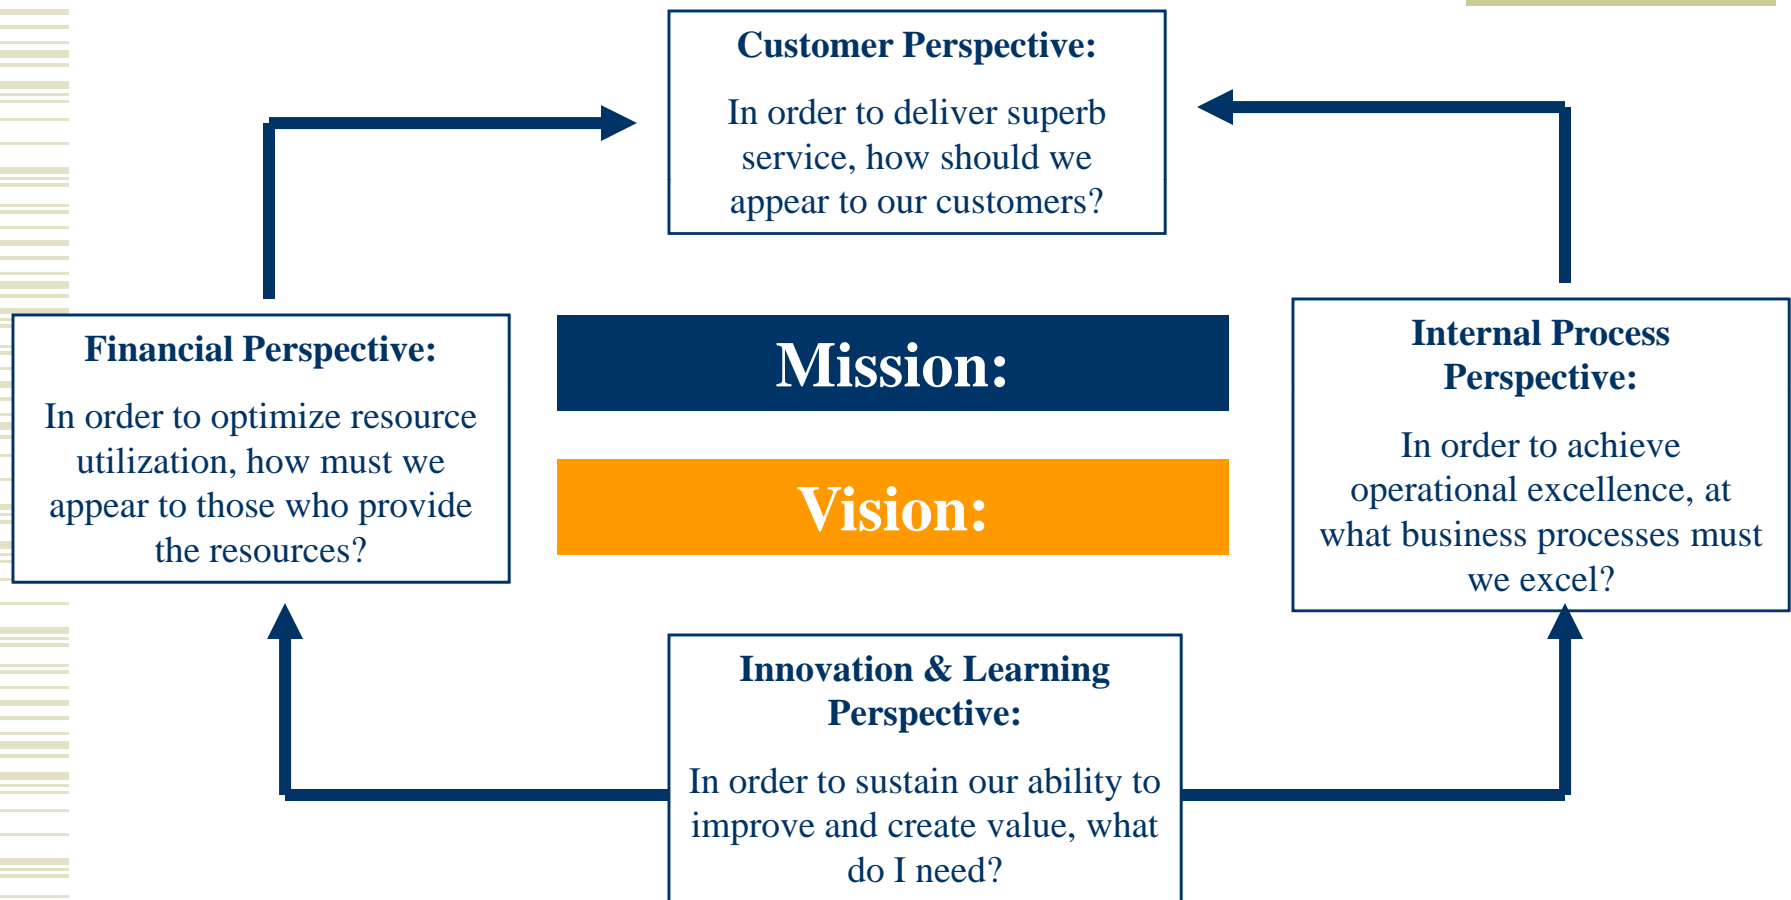 Customer Perspective:
In order to deliver superb
service, how should we
appear to our customers?
Financial Perspective:
In order to optimize resource
utilization, how must we
appear to those who provide
the resources?
Mission:
Vision:
Internal Process
Perspective:
In order to achieve
operational excellence, at
what business processes must
we excel?
Innovation & Learning
Perspective:
In order to sustain our ability to
improve and create value, what
do I need?